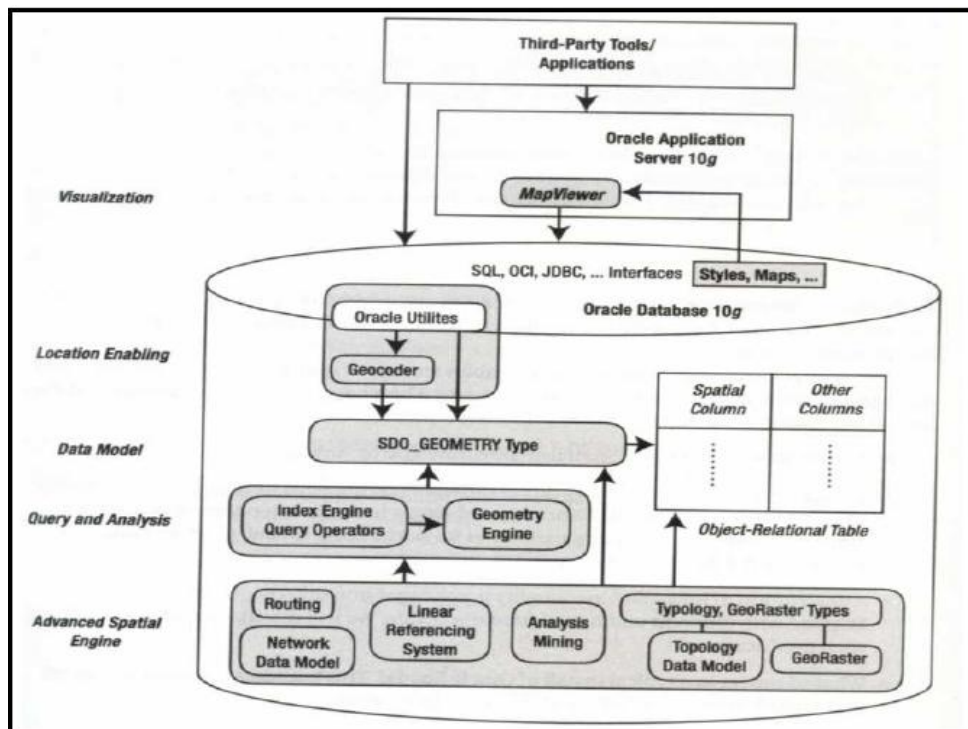 Third-Party Tools/
Applications
Oracle Application
Server 10g
Visualization
MapViewer
SQL, OCI, JDBC, ... Interfaces
Styles, Maps, ...
Oracle Database 10g
Oracle Utilites
Location Enabling
Geocoder
Spatial
Column
Other
Columns
Data Model
SDO_GEOMETRY Type
Query and Analysis
Index Engine
Query Operators
Geometry
Engine
Object-Relational Table
Advanced Spatial
Engine
Routing
Network
Data Model
Linear
Referencing
System
Analysis
Mining
Typology, GeoRaster Types
Topology
Data Model
GeoRaster